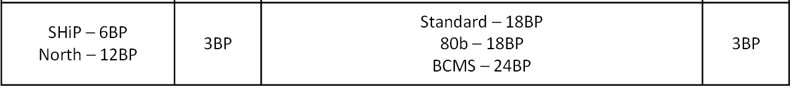 SHiP – 6BP
North – 12BP
3BP
Standard – 18BP
80b – 18BP
BCMS – 24BP
3BP